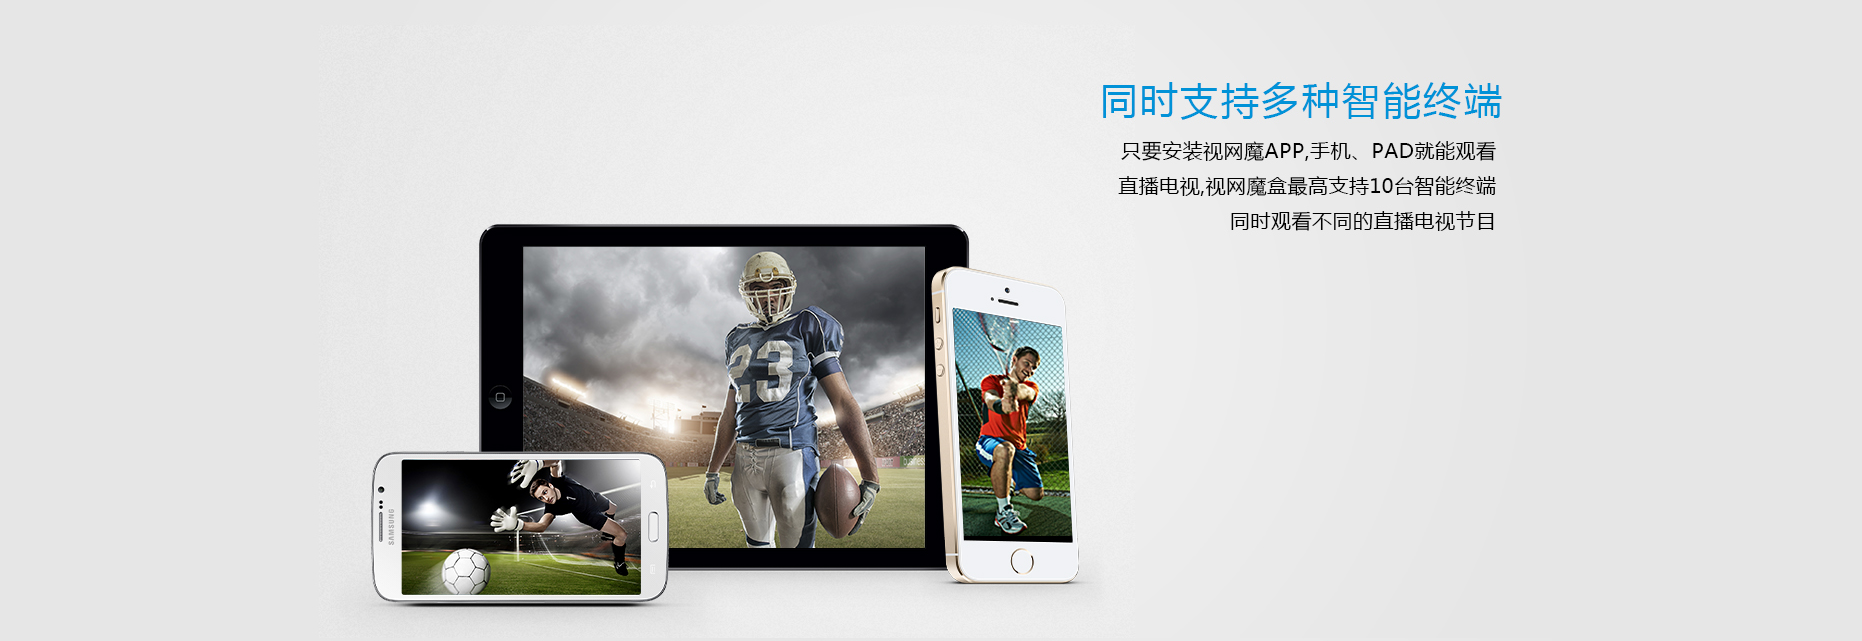 同时支持多种智能终端
只要安装视网魔APP,手机、PAD就能观看
直播电视,视网魔盒最高支持10台智能终端
同时观看不同的直播电视节目
23
SAMSUNG